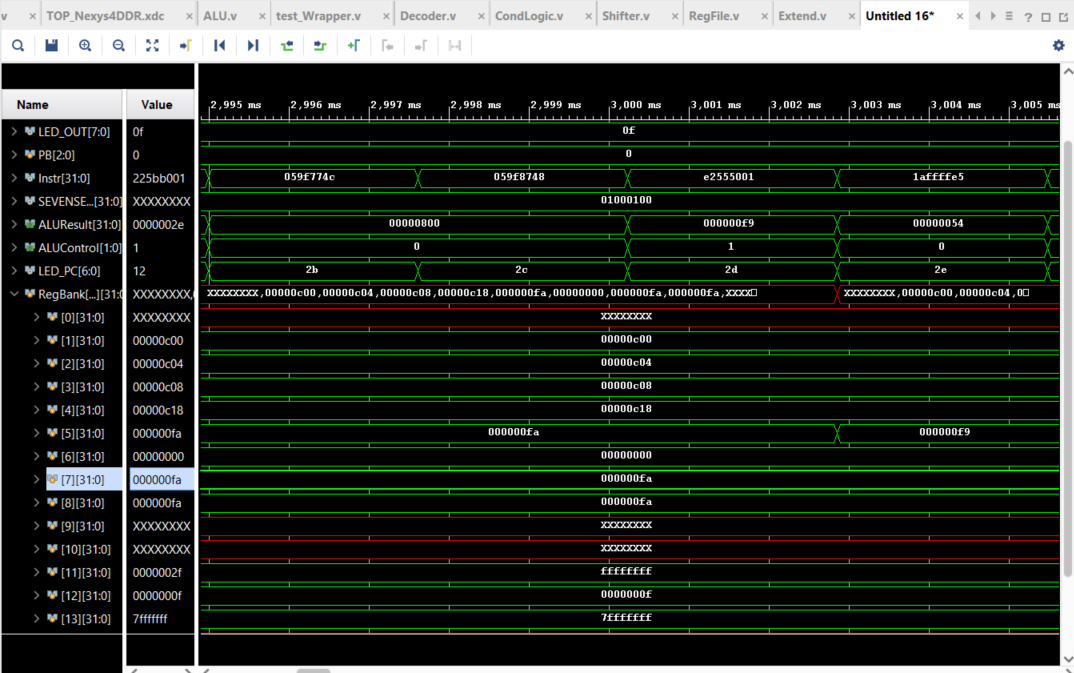 v TOP_Nexys4DDR.xdc ALU.v test_Wrapper.v Decoder.v CondLogic.v Shifter.v RegFile.v Extend.v Untitled 16*
Name Value 2,995 ms 2,996 ms 2,997 ms 2,998 ms 2,999 ms 3,000 ms 3,001 ms 3,002 ms 3,003 ms 3,004 ms 3,005 ms
LED_OUT[7:0] 0f 0f
PB[2:0] 0 0
Instr[31:0] 225bb001 059f774c 059f8748 e2555001 1affffe5
SEVENSE...[31:0] XXXXXXXX 01000100
ALUResult[31:0] 0000002e 00000800 000000f9 00000054
ALUControl[1:0] 1 0 1 0
LED_PC[6:0] 12 2b 2c 2d 2e
RegBank[...][31:0 XXXXXXXX, XXXXXXXX,00000c00,00000c04,00000c08,00000c18,000000fa,00000000,000000fa,000000fa,XXXX XXXXXXXX,00000c00,00000c04,0
[0][31:0] XXXXXXXX XXXXXXXX
[1][31:0] 00000c00 00000c00
[2][31:0] 00000c04 00000c04
[3][31:0] 00000c08 00000c08
[4][31:0] 00000c18 00000c18
[5][31:0] 000000fa 000000fa 000000f9
[6][31:0] 00000000 00000000
[7][31:0] 000000fa 000000fa
[8][31:0] 000000fa 000000fa
[9][31:0] XXXXXXXX XXXXXXXX
[10][31:0] XXXXXXXX XXXXXXXX
[11][31:0] 0000002f ffffffff
[12][31:0] 0000000f 0000000f
[13][31:0] 7fffffff 7fffffff